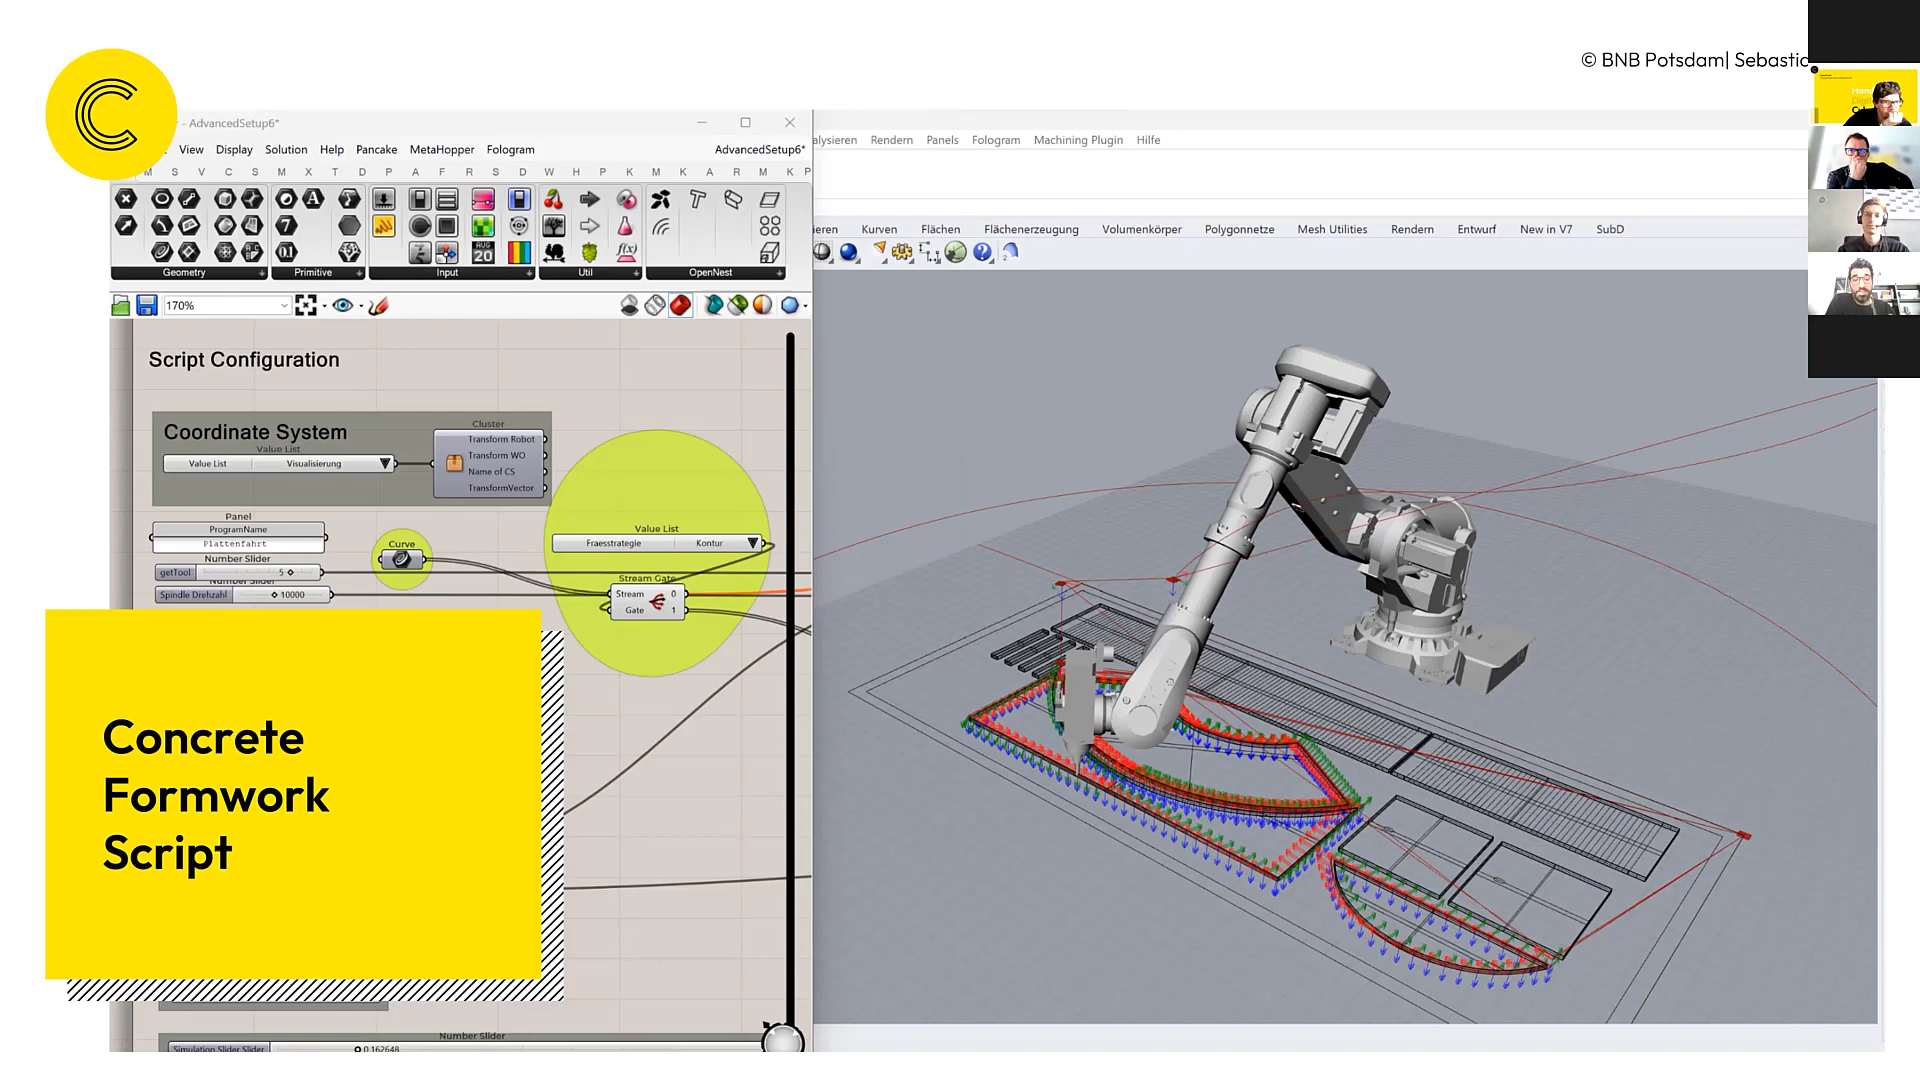 © BNB Potsdam| Sebastia
- AdvancedSetup6*
View Display Solution Help Pancake MetaHopper Fologram AdvancedSetup6*
M S V C S M X T D P A F R S D W H P K M K A R M K P
Geometry Primitive Input Util OpenNest
170%
alysieren Rendern Panels Fologram Machining Plugin Hilfe
ieren Kurven Flächen Flächenerzeugung Volumenkörper Polygonnetze Mesh Utilities Rendern Entwurf New in V7 SubD
Script Configuration
Coordinate System
Value List
Value List Visualisierung
Cluster
Transform Robot
Transform WO
Name of CS
TransformVector
Panel
ProgramName
Plattenfahrt
Number Slider
getTool 5
Number Slider
Spindle Drehzahl 10000
Curve
Value List
Fraesstrategie Kontur
Stream Gate
Stream 0
Gate 1
Concrete
Formwork
Script
Number Slider
Simulation Slider Slider 0.162648